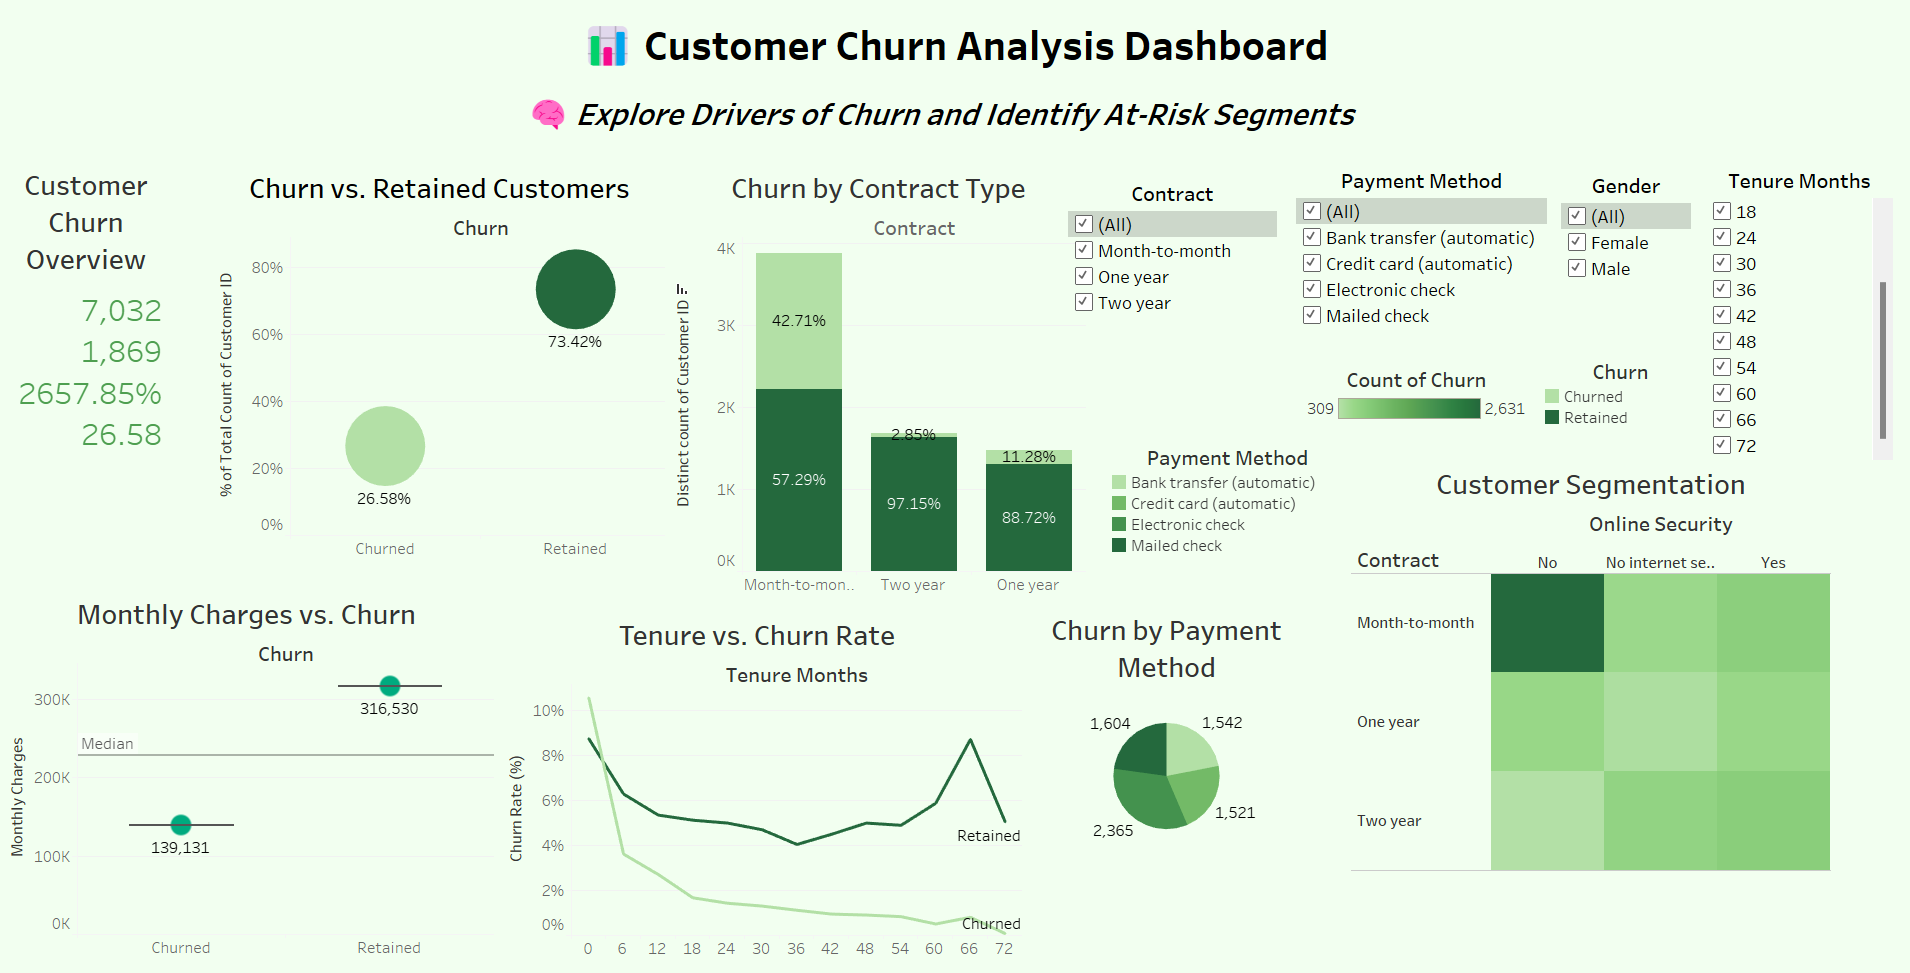 Customer Churn Analysis Dashboard
Explore Drivers of Churn and Identify At-Risk Segments
Customer
Churn
Overview
7,032
1,869
2657.85%
26.58
Churn vs. Retained Customers
Churn
% of Total Count of Customer ID
80%
60%
40%
20%
0%
73.42%
26.58%
Churned
Retained
Churn by Contract Type
Contract
Distinct count of Customer ID
4K
3K
2K
1K
0K
42.71%
57.29%
2.85%
97.15%
11.28%
88.72%
Month-to-mon..
Two year
One year
Contract
(All)
Month-to-month
One year
Two year
Payment Method
(All)
Bank transfer (automatic)
Credit card (automatic)
Electronic check
Mailed check
Gender
(All)
Female
Male
Tenure Months
18
24
30
36
42
48
54
60
66
72
Count of Churn
309
2,631
Churn
Churned
Retained
Payment Method
Bank transfer (automatic)
Credit card (automatic)
Electronic check
Mailed check
Customer Segmentation
Online Security
Contract
No
No internet se..
Yes
Month-to-month
One year
Two year
Monthly Charges vs. Churn
Churn
Monthly Charges
300K
200K
100K
0K
Median
316,530
139,131
Churned
Retained
Tenure vs. Churn Rate
Tenure Months
Churn Rate (%)
10%
8%
6%
4%
2%
0%
Retained
Churned
0
6
12
18
24
30
36
42
48
54
60
66
72
Churn by Payment
Method
1,604
1,542
1,521
2,365